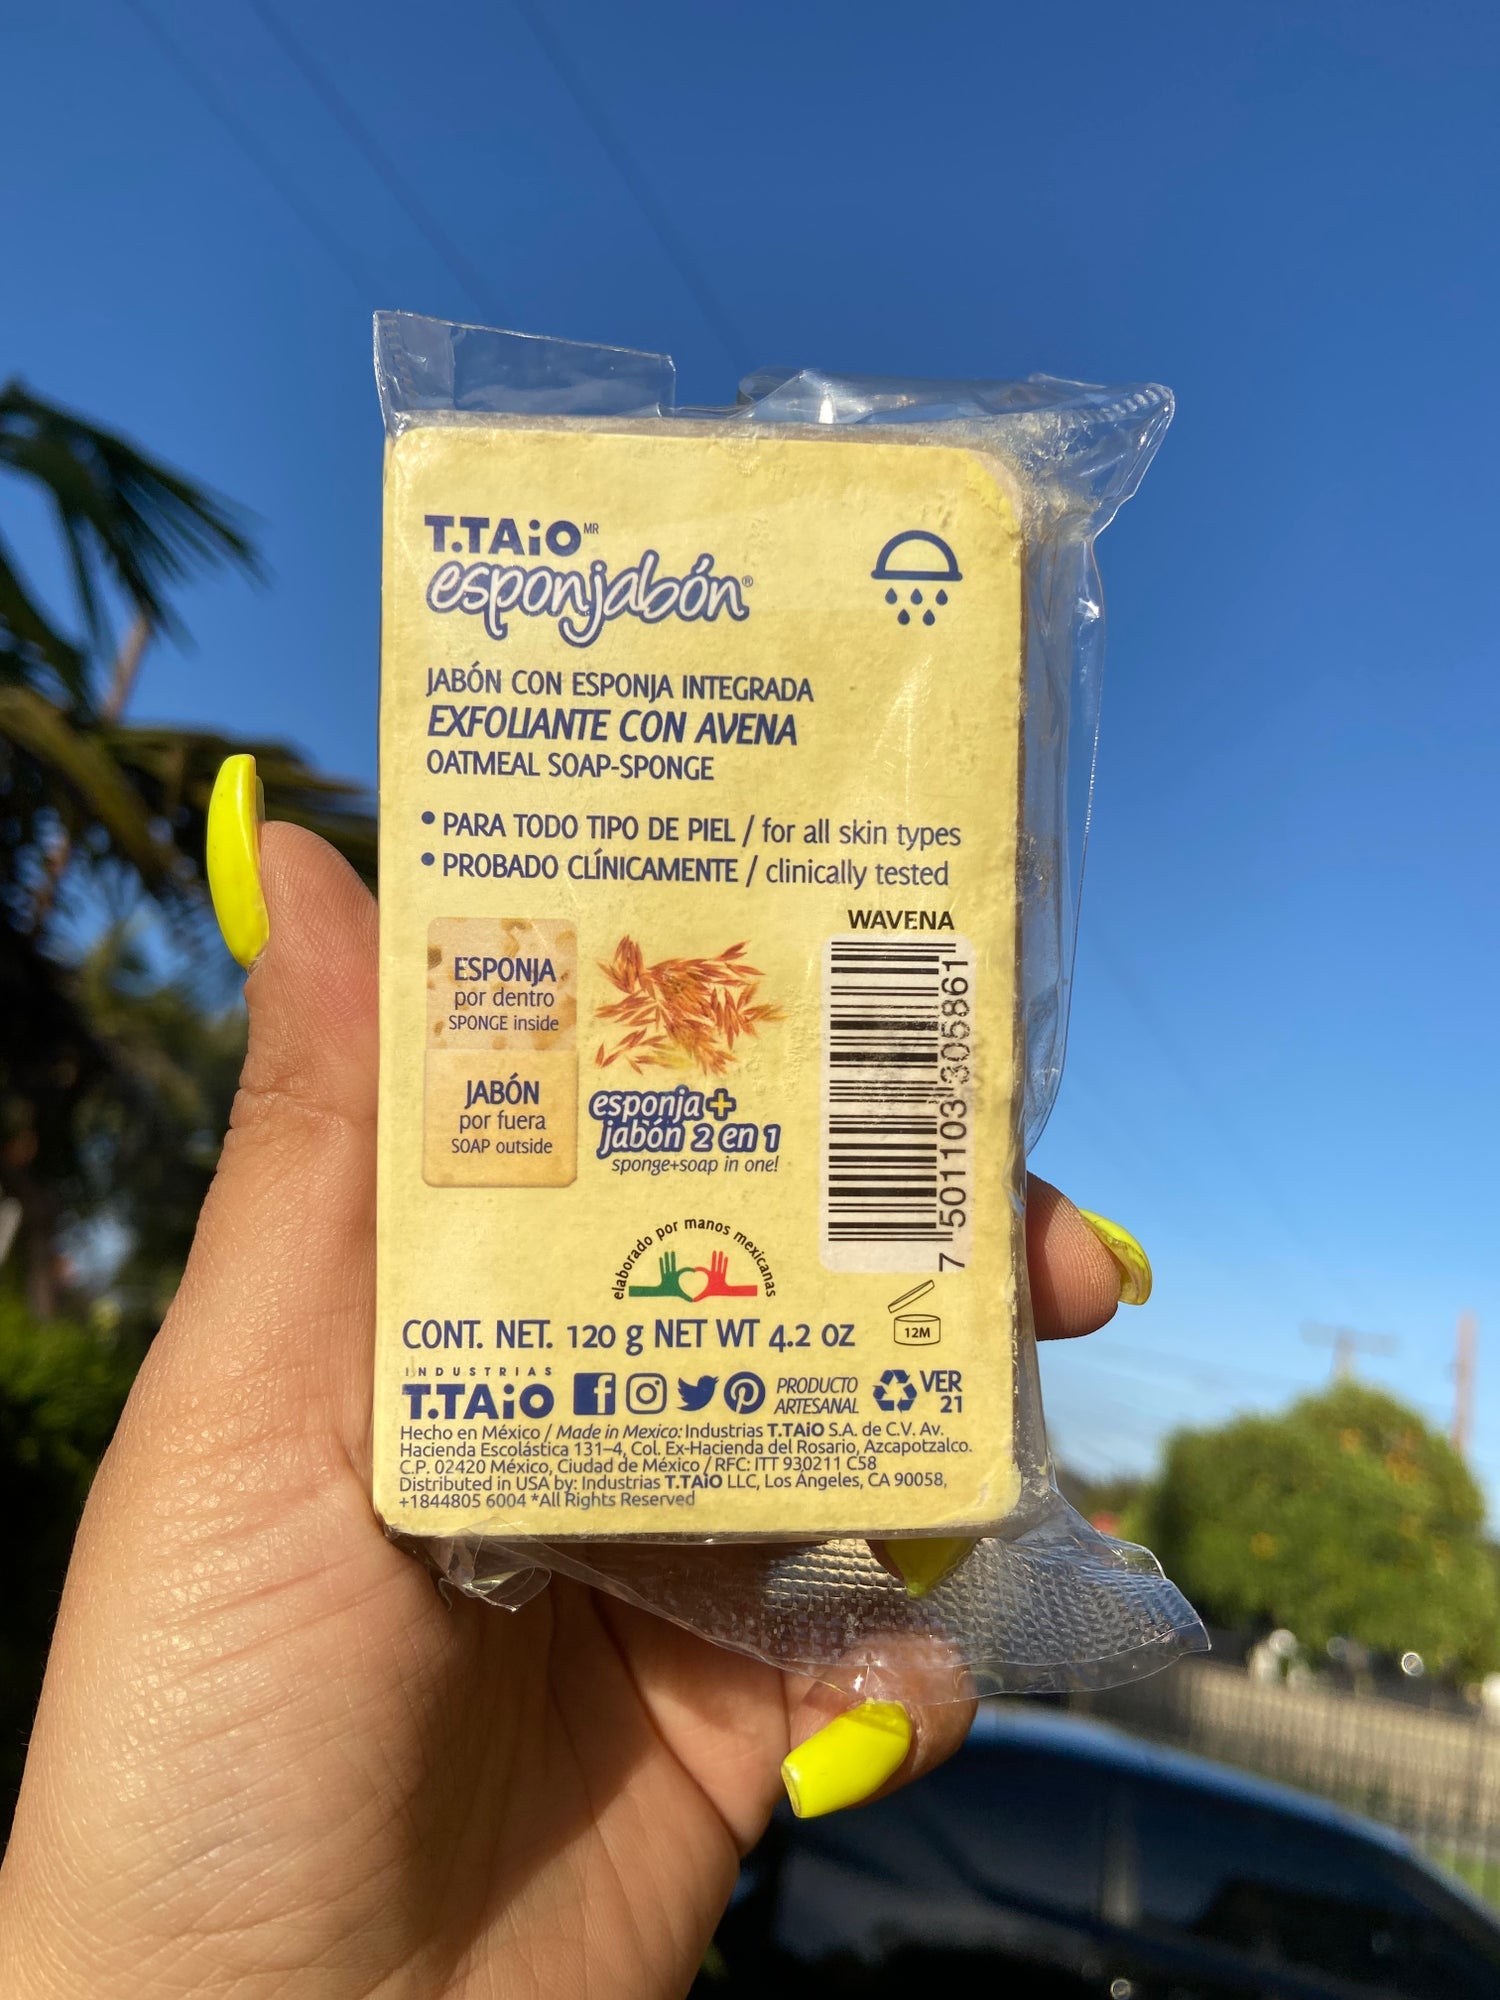 T.TAiO MR
esponjabón®
JABÓN CON ESPONJA INTEGRADA
EXFOLIANTE CON AVENA
OATMEAL SOAP-SPONGE
• PARA TODO TIPO DE PIEL / for all skin types
• PROBADO CLÍNICAMENTE / clinically tested
ESPONJA
por dentro
SPONGE inside
JABÓN
por fuera
SOAP outside
esponja+
jabón 2 en 1
sponge+soap in one!
WAVENA
7 501103 305861
elaborado por manos mexicanas
CONT. NET. 120 g NET WT 4.2 OZ
12M
INDUSTRIAS
T.TAiO
PRODUCTO
ARTESANAL
VER
21
Hecho en México / Made in Mexico: Industrias T.TAiO S.A. de C.V. Av.
Hacienda Escolástica 131-4, Col. Ex-Hacienda del Rosario, Azcapotzalco.
C.P. 02420 México, Ciudad de México / RFC: ITT 930211 C58
Distributed in USA by: Industrias T.TAiO LLC, Los Angeles, CA 90058,
+1844805 6004 *All Rights Reserved